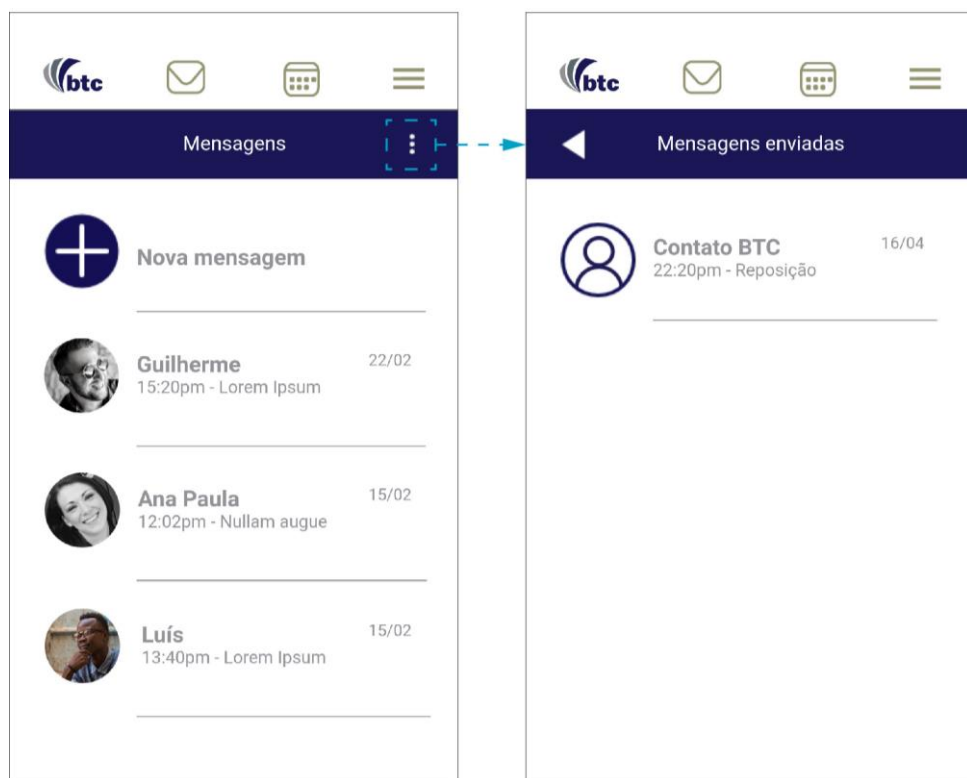 btc
Mensagens
Nova mensagem
Guilherme 22/02
15:20pm - Lorem Ipsum
Ana Paula 15/02
12:02pm - Nullam augue
Luís 15/02
13:40pm - Lorem Ipsum
btc
Mensagens enviadas
Contato BTC 16/04
22:20pm - Reposição